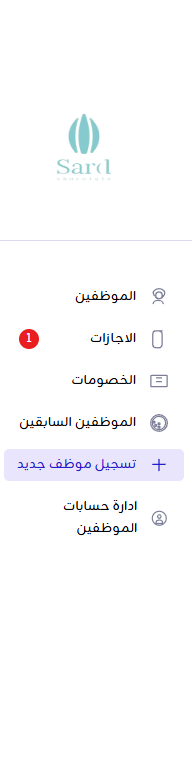 Sard
الموظفين
الاجازات
1
الخصومات
الموظفين السابقين
تسجيل موظف جديد
ادارة حسابات
الموظفين